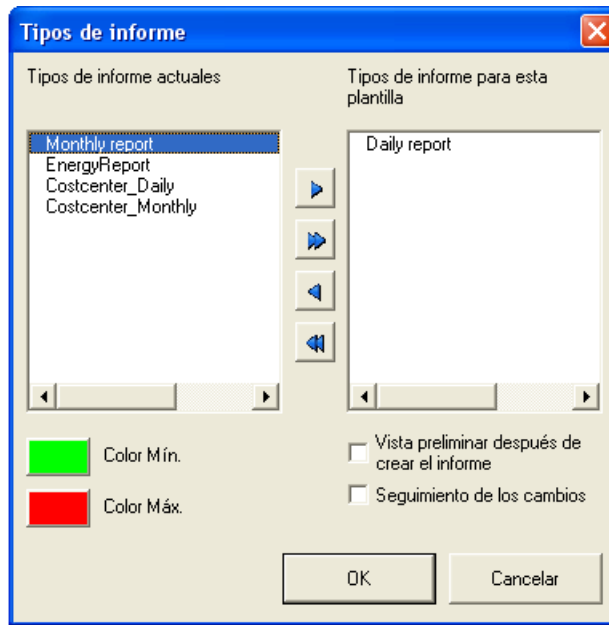 Tipos de informe
Tipos de informe actuales
Tipos de informe para esta
plantilla
Monthly report
EnergyReport
Costcenter_Daily
Costcenter_Monthly
Daily report
Color Mín.
Color Máx.
Vista preliminar después de
crear el informe
Seguimiento de los cambios
OK
Cancelar